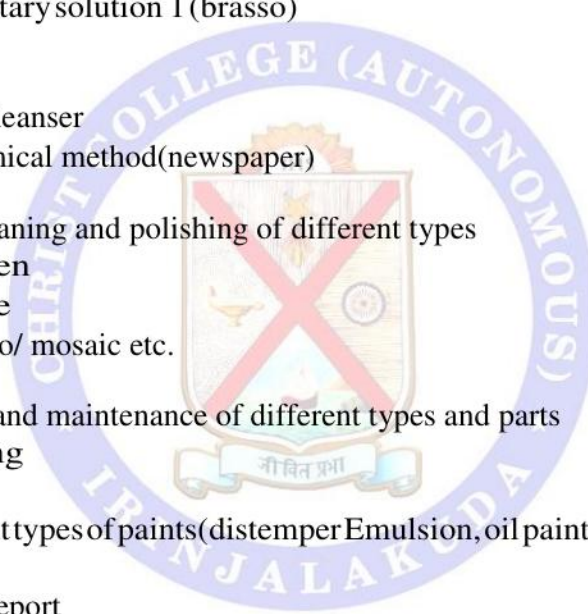 tary solution 1(brasso)
leanser
nical method(newspaper)
aning and polishing of different types
en
e
o/ mosaic etc.
and maintenance of different types and parts
ng
t types of paints(distemper Emulsion, oil paint
eport
CHRIST COLLEGE (AUTONOMOUS)
IRINJALAKUDA
जीवित प्रभा